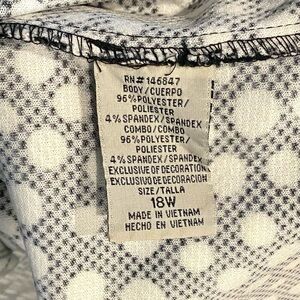 RN# 146847
BODY/CUERPO
96%POLYESTER/
POLIESTER
4%SPANDEX/SPANDEX
COMBO/COMBO
96%POLYESTER/
POLIESTER
4%SPANDEX/SPANDEX
EXCLUSIVE OF DECORATION
EXCLUSIVO DE DECORACION
SIZE/TALLA
18W
MADE IN VIETNAM
HECHO EN VIETNAM